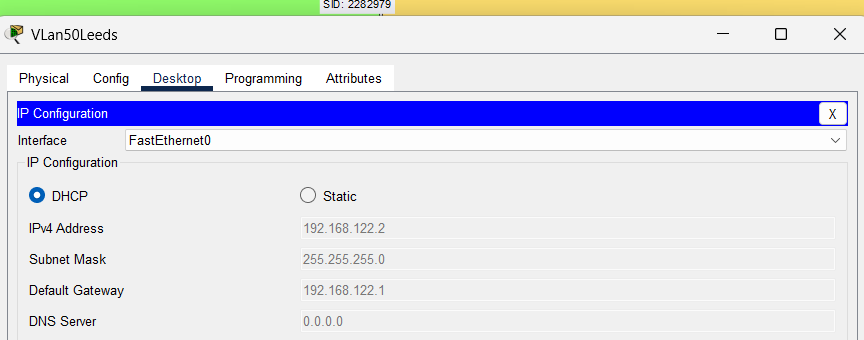 SID: 2282979
VLan50Leeds
Physical Config Desktop Programming Attributes
IP Configuration X
Interface FastEthernet0
IP Configuration
DHCP Static
IPv4 Address 192.168.122.2
Subnet Mask 255.255.255.0
Default Gateway 192.168.122.1
DNS Server 0.0.0.0